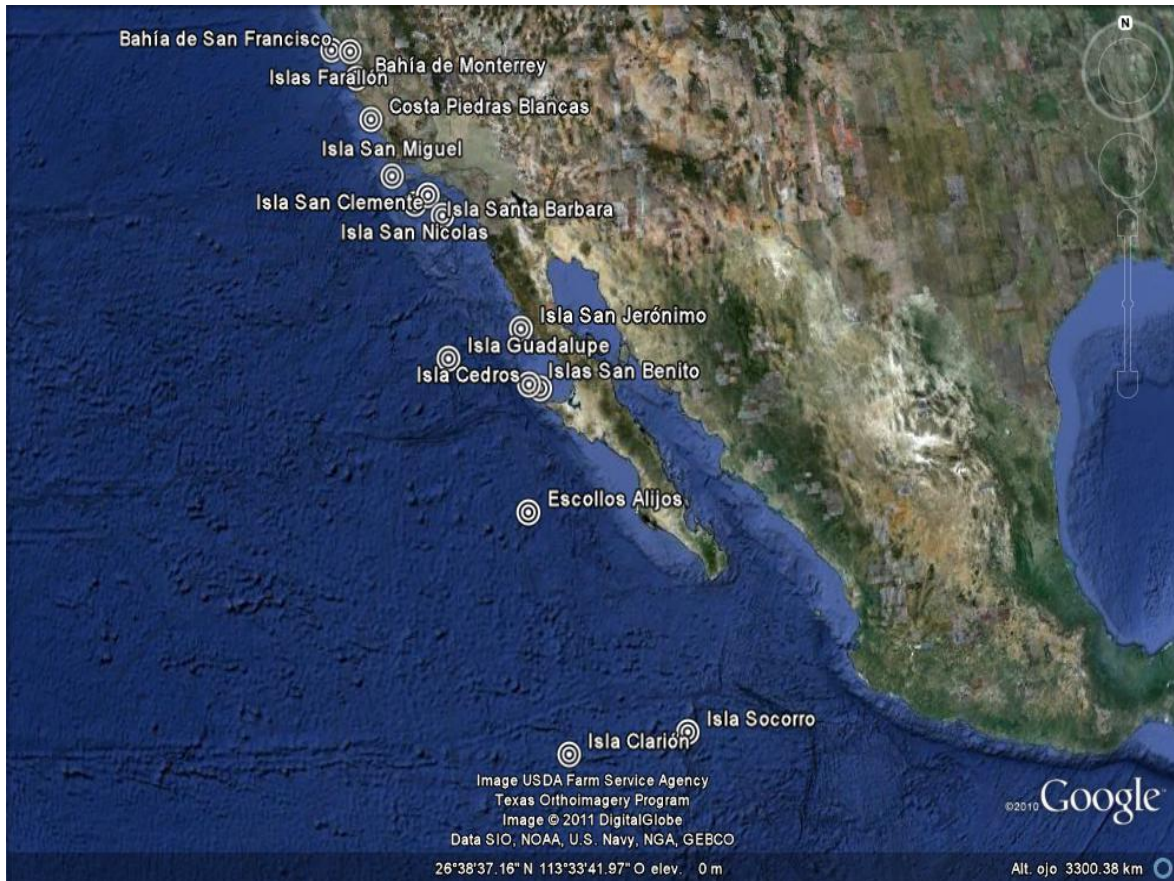 N
Bahía de San Francisco
Bahía de Monterrey
Islas Farallón
Costa Piedras Blancas
Isla San Miguel
Isla San Clemente
Isla Santa Barbara
Isla San Nicolas
Isla San Jerónimo
Isla Guadalupe
Isla Cedros
Islas San Benito
Escollos Alijos
Isla Socorro
Isla Clarión
Image USDA Farm Service Agency
Texas Orthoimagery Program
Image © 2011 DigitalGlobe
Data SIO, NOAA, U.S. Navy, NGA, GEBCO
©2010 Google
26°38'37.16" N 113°33'41.97" O elev. 0 m
Alt. ojo 3300.38 km